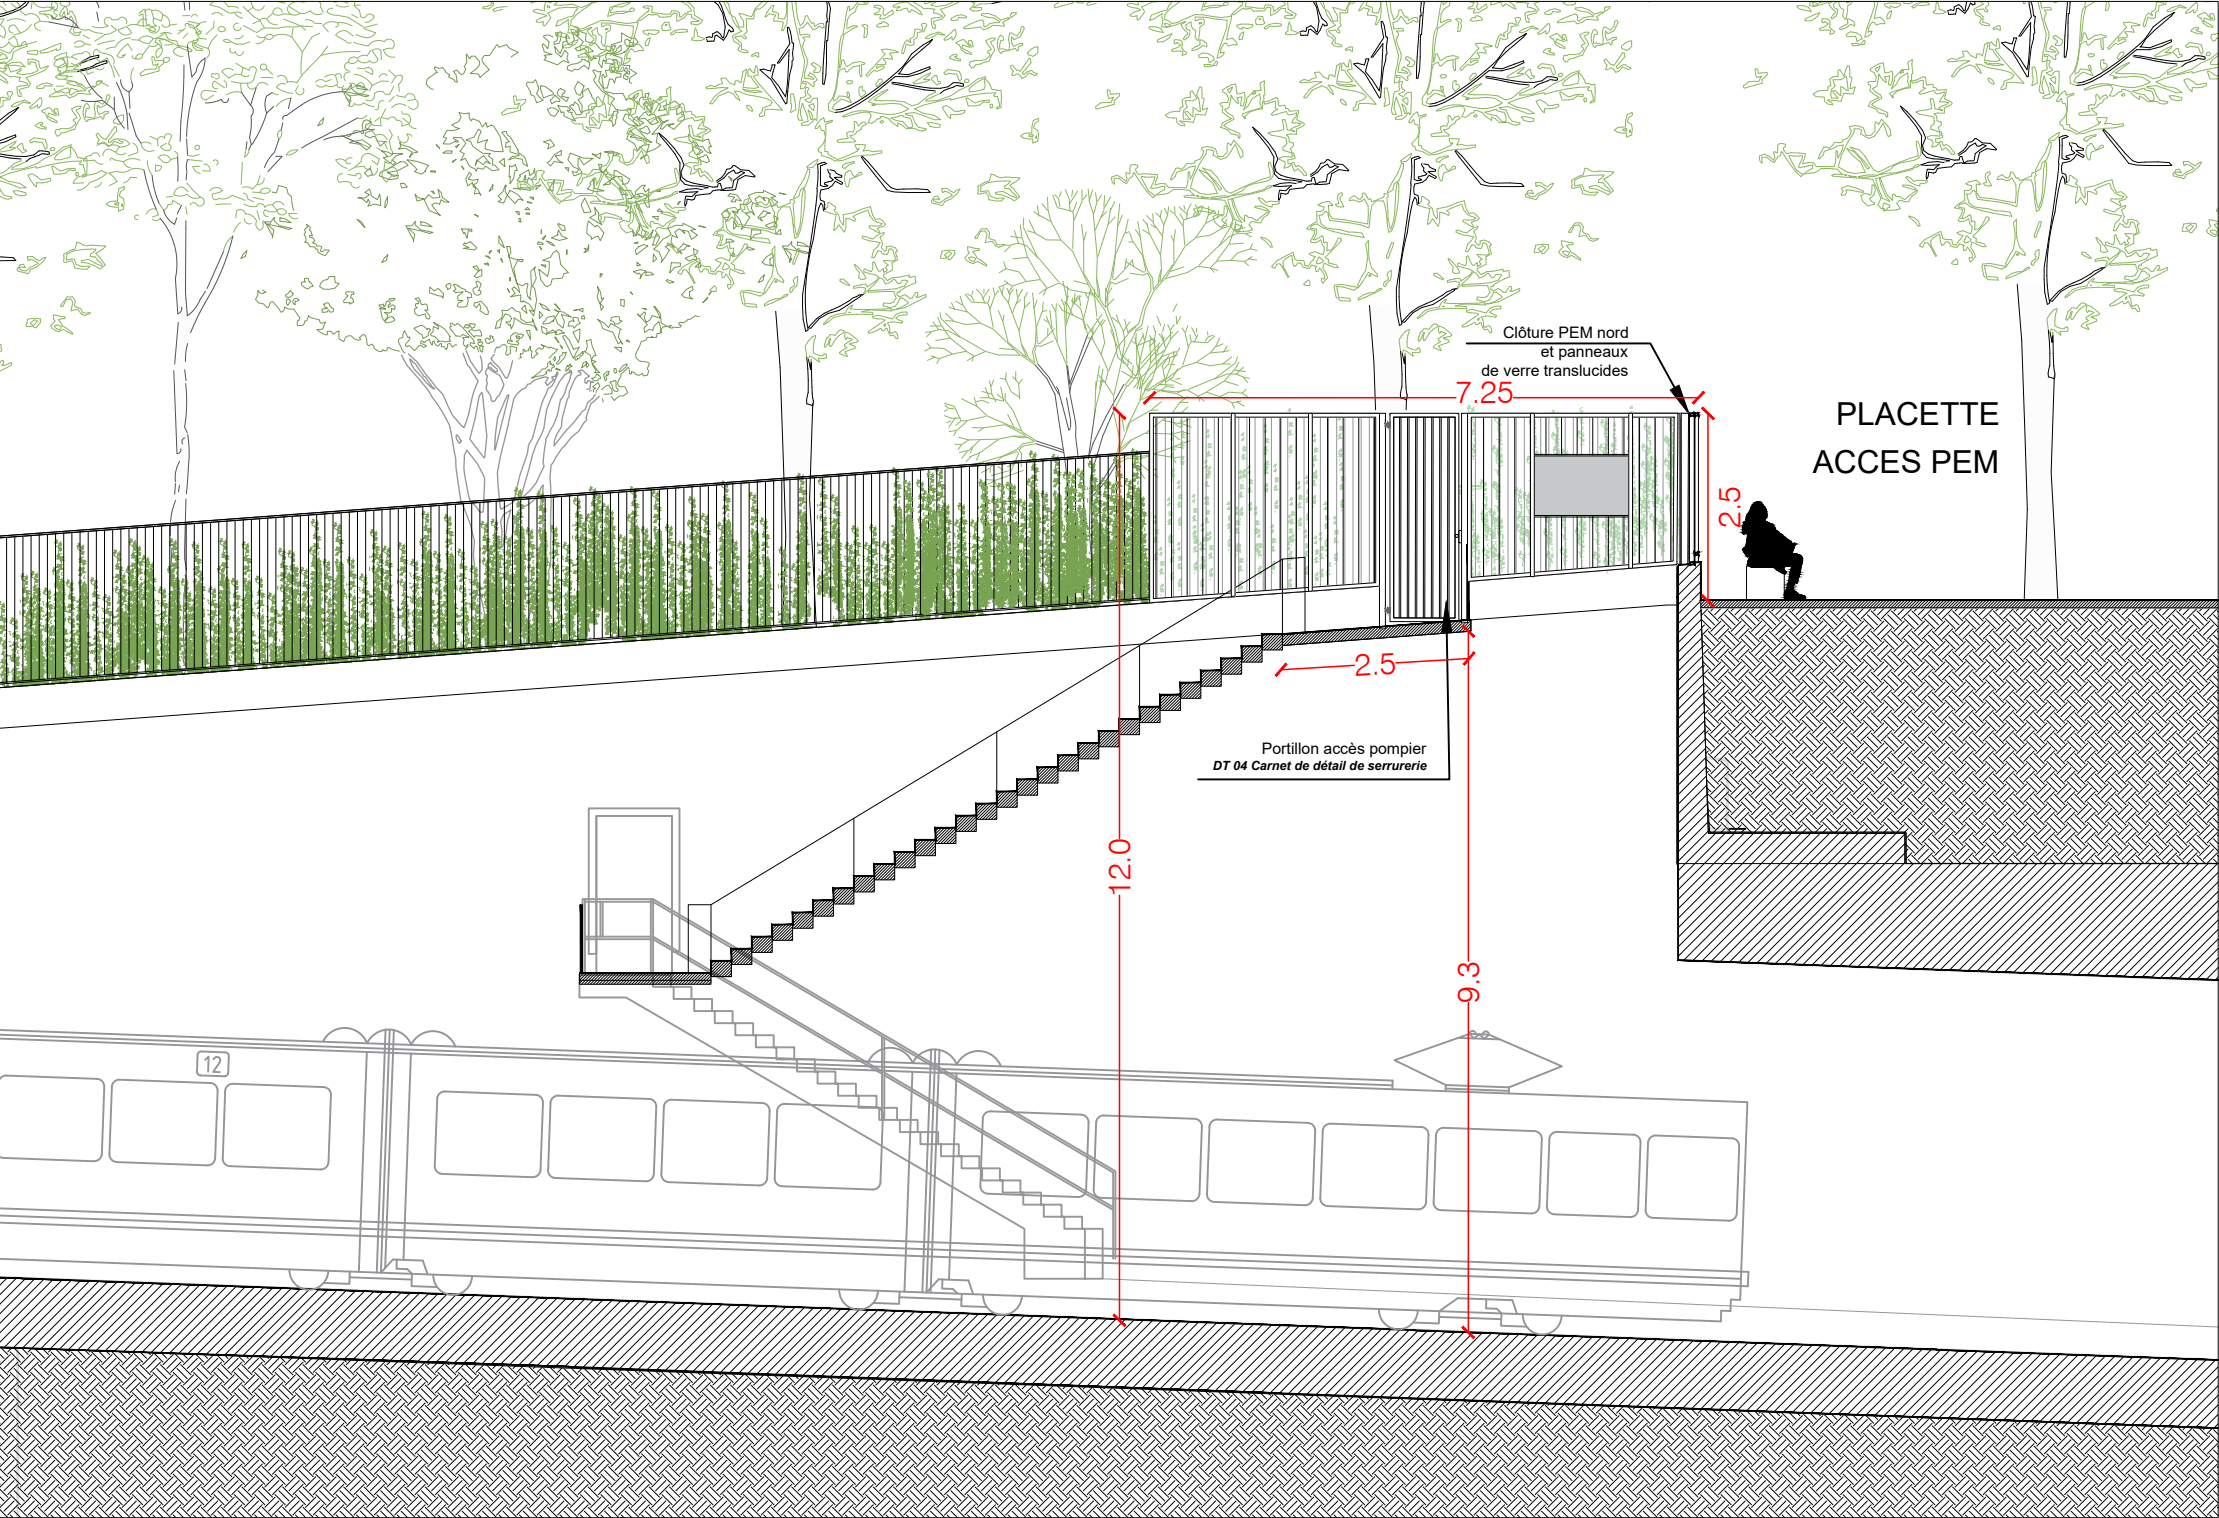 Clôture PEM nord
et panneaux
de verre translucides
7.25
PLACETTE
ACCES PEM
2.5
2.5
Portillon accès pompier
DT 04 Carnet de détail de serrurerie
12.0
9.3
12